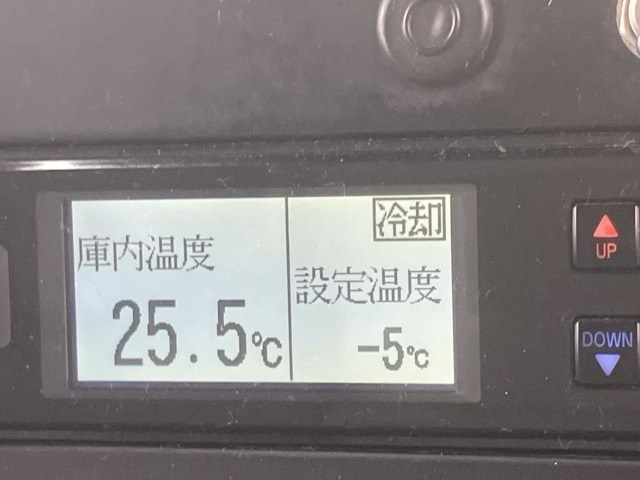 冷却
庫内温度
設定温度
25.5℃
-5℃
UP
DOWN